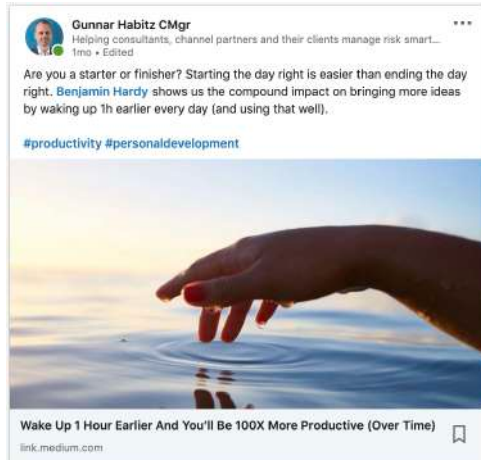 Gunnar Habitz CMgr
Helping consultants, channel partners and their clients manage risk smart...
1mo • Edited
Are you a starter or finisher? Starting the day right is easier than ending the day
right. Benjamin Hardy shows us the compound impact on bringing more ideas
by waking up 1h earlier every day (and using that well).
#productivity #personaldevelopment
Wake Up 1 Hour Earlier And You'll Be 100X More Productive (Over Time)
link.medium.com